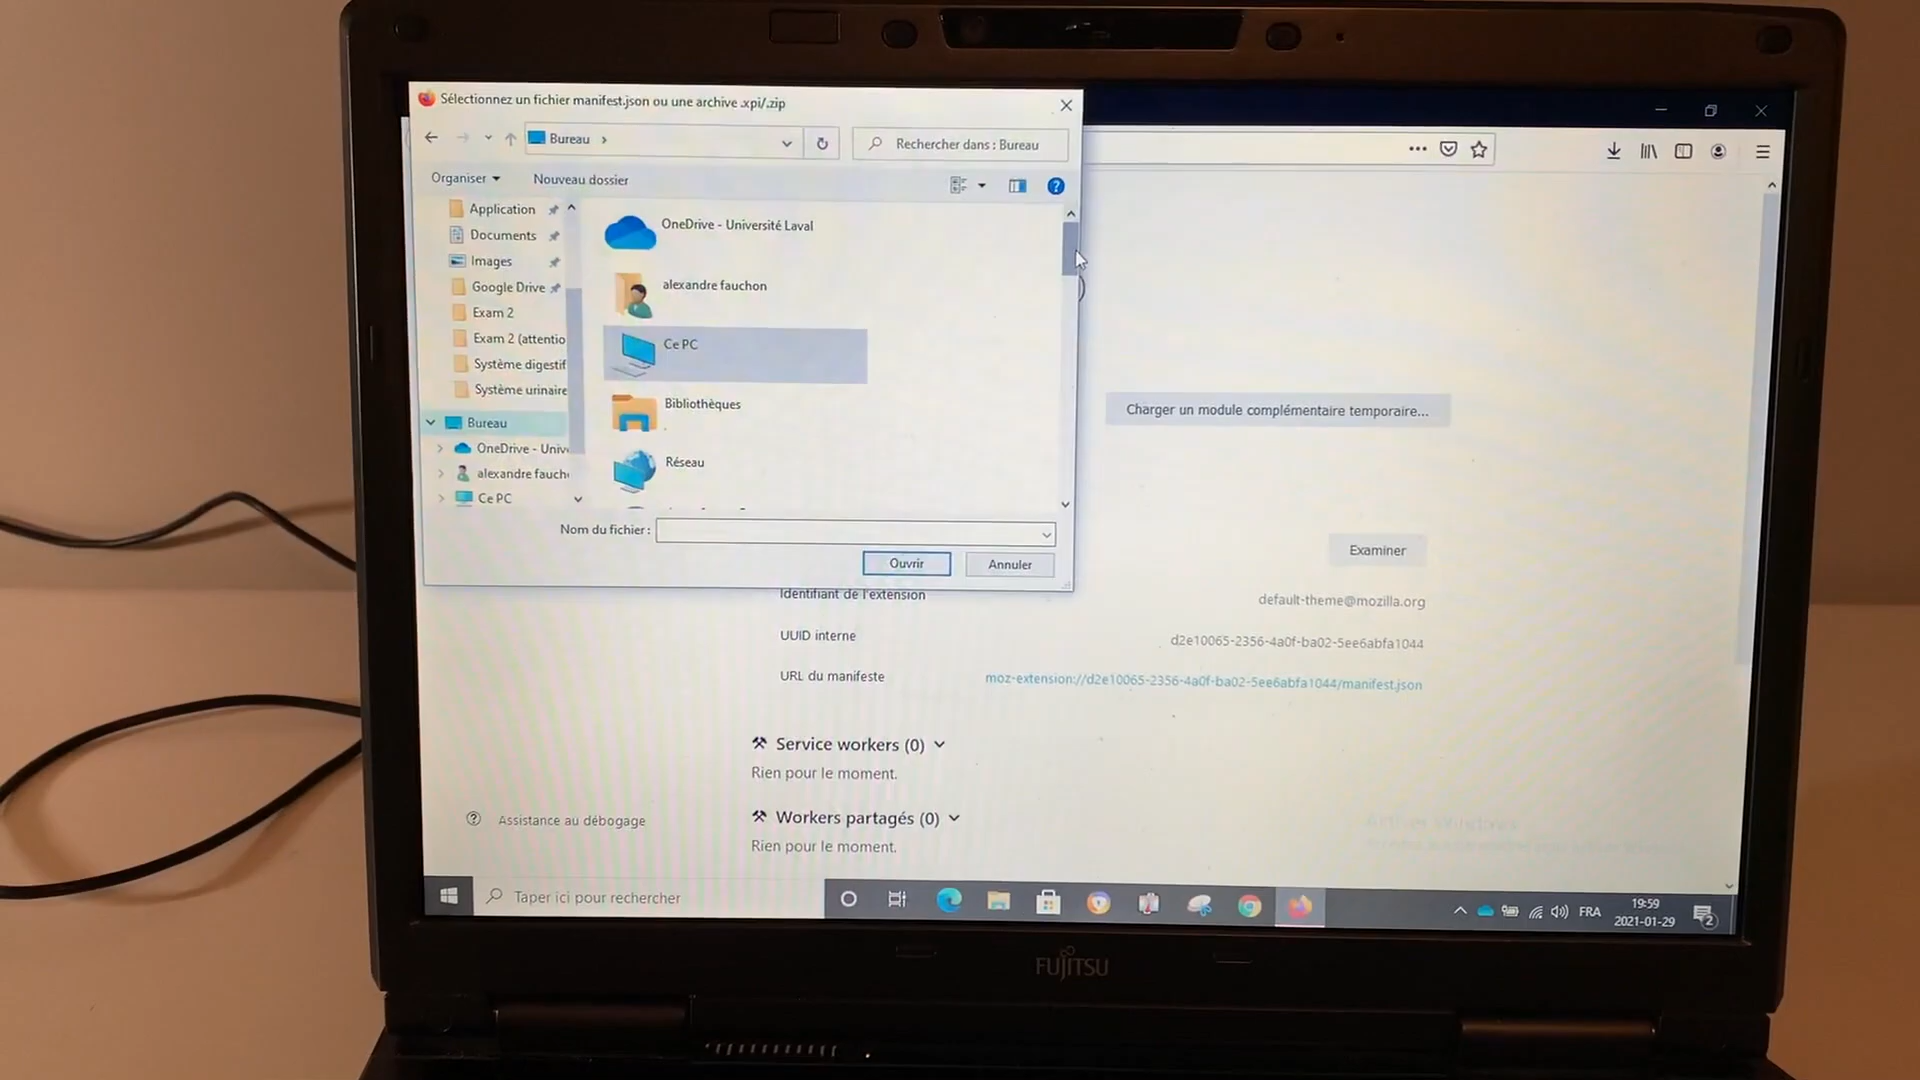 Sélectionnez un fichier manifest.json ou une archive .xpi/.zip
Bureau
Rechercher dans : Bureau
Organiser
Nouveau dossier
Application
Documents
Images
Google Drive
Exam 2
Exam 2 (attentio
Système digestif
Système urinaire
Bureau
OneDrive - Univ
alexandre fauch
Ce PC
OneDrive - Université Laval
alexandre fauchon
Ce PC
Bibliothèques
Réseau
Nom du fichier :
Ouvrir
Annuler
Charger un module complémentaire temporaire...
Examiner
Identifiant de l'extension
default-theme@mozilla.org
UUID interne
d2e10065-2356-4a0f-ba02-5ee6abfa1044
URL du manifeste
moz-extension://d2e10065-2356-4a0f-ba02-5ee6abfa1044/manifest.json
Service workers (0)
Rien pour le moment.
Workers partagés (0)
Rien pour le moment.
Assistance au débogage
Activer Windows
Taper ici pour rechercher
FRA
19:59
2021-01-29
2
FUJITSU